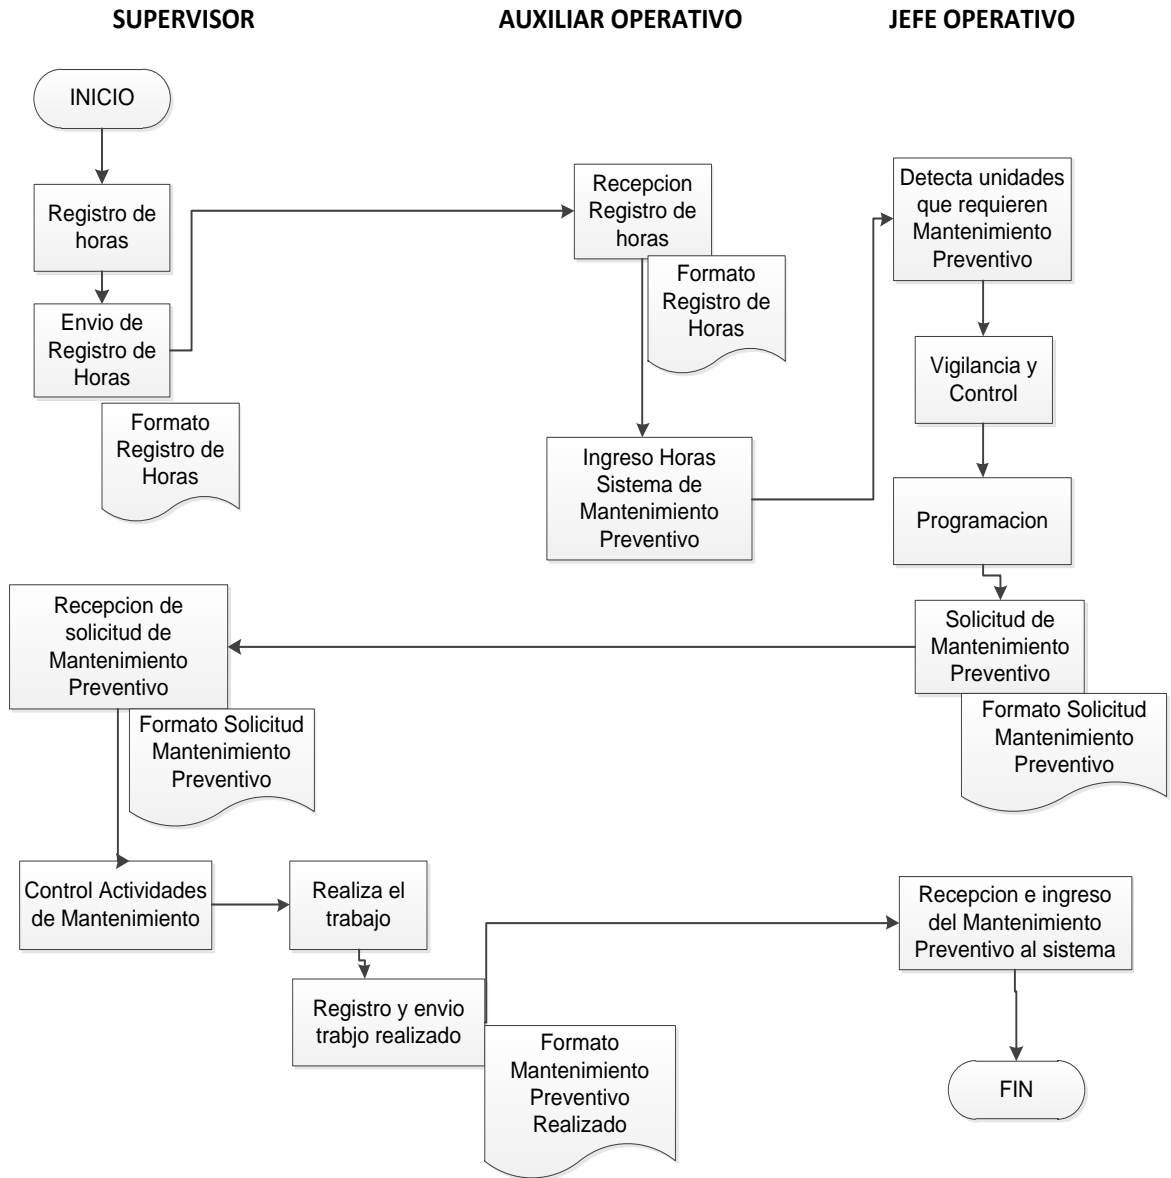 SUPERVISOR
AUXILIAR OPERATIVO
JEFE OPERATIVO
INICIO
Registro de
horas
Envio de
Registro de
Horas
Formato
Registro de
Horas
Recepcion
Registro de
horas
Formato
Registro de
Horas
Ingreso Horas
Sistema de
Mantenimiento
Preventivo
Detecta unidades
que requieren
Mantenimiento
Preventivo
Vigilancia y
Control
Programacion
Solicitud de
Mantenimiento
Preventivo
Formato Solicitud
Mantenimiento
Preventivo
Recepcion de
solicitud de
Mantenimiento
Preventivo
Formato Solicitud
Mantenimiento
Preventivo
Control Actividades
de Mantenimiento
Realiza el
trabajo
Registro y envio
trabjo realizado
Formato
Mantenimiento
Preventivo
Realizado
Recepcion e ingreso
del Mantenimiento
Preventivo al sistema
FIN